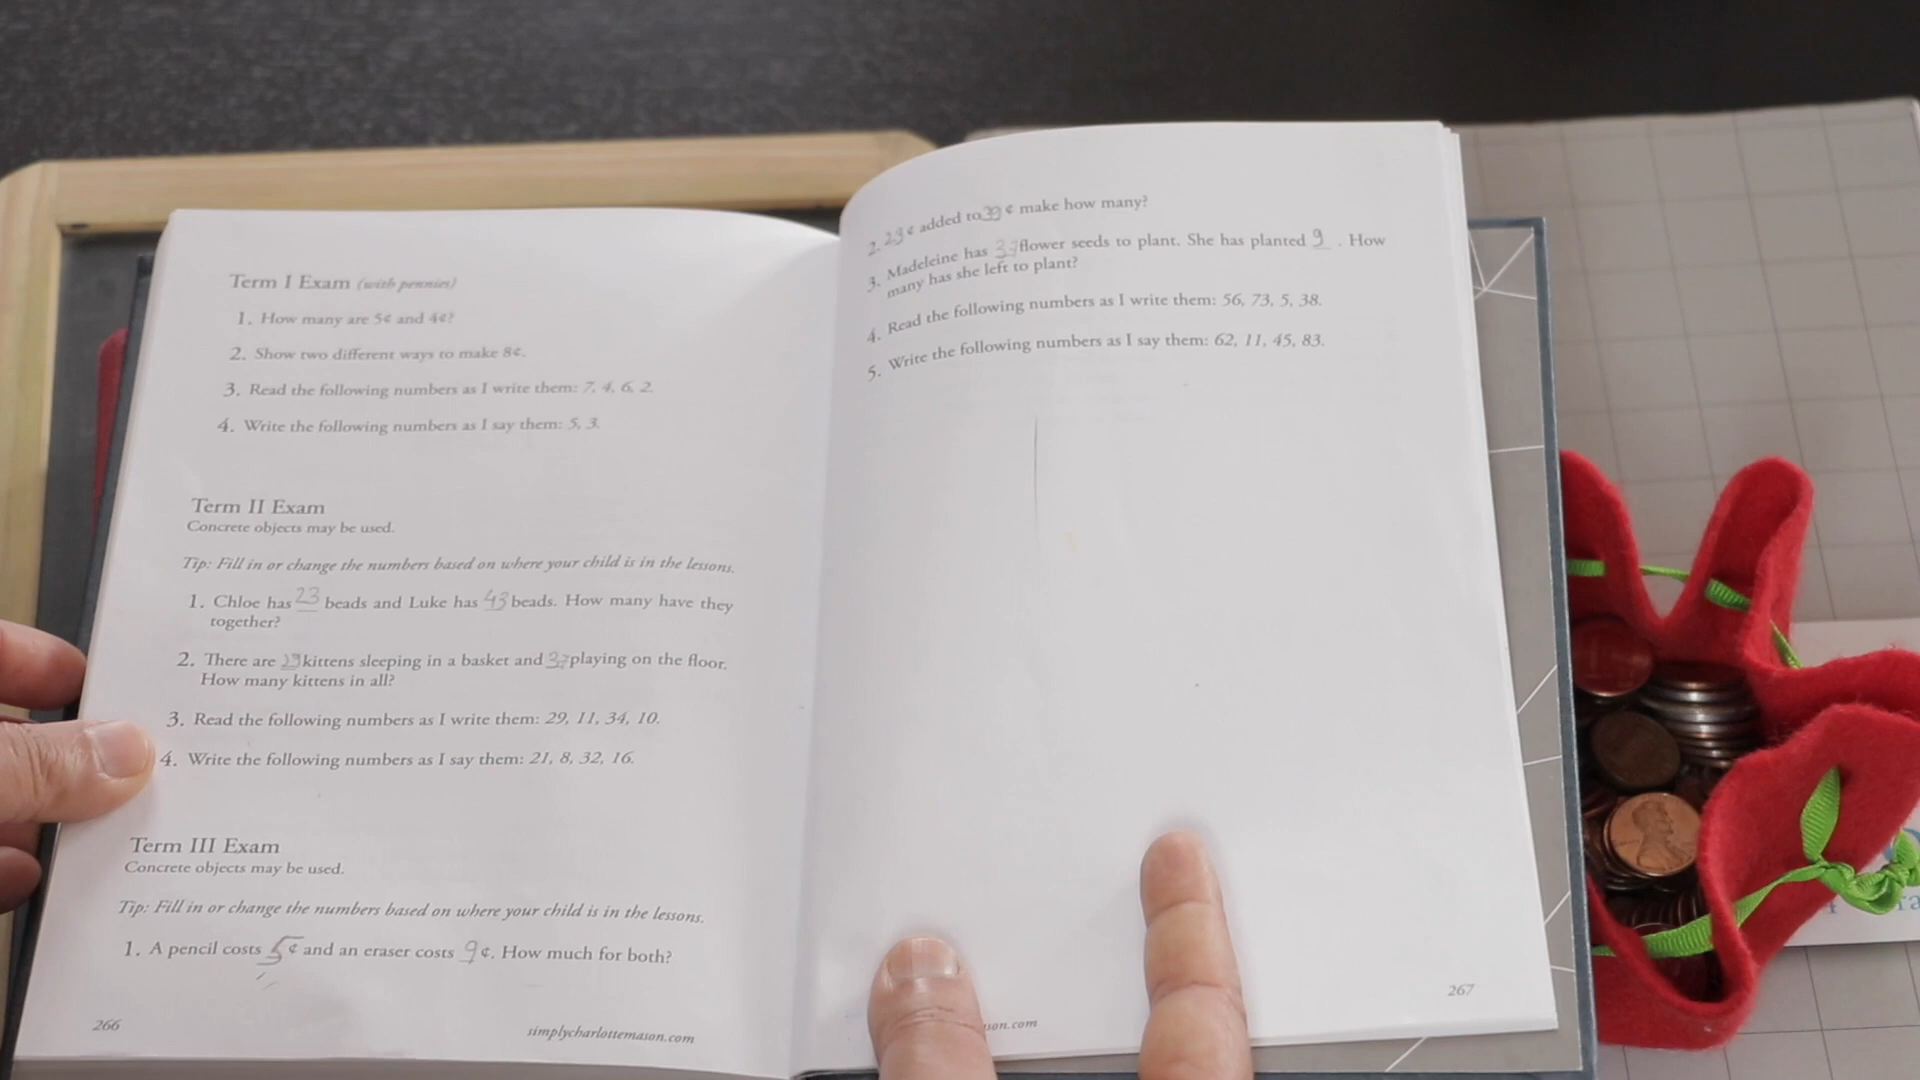 Term I Exam (with pennies)
1. How many are 5¢ and 4¢?
2. Show two different ways to make 8¢.
3. Read the following numbers as I write them: 7, 4, 6, 2.
4. Write the following numbers as I say them: 5, 3.
Term II Exam
Concrete objects may be used.
Tip: Fill in or change the numbers based on where your child is in the lessons.
1. Chloe has 23 beads and Luke has 43 beads. How many have they
together?
2. There are kittens sleeping in a basket and playing on the floor.
How many kittens in all?
3. Read the following numbers as I write them: 29, 11, 34, 10.
4. Write the following numbers as I say them: 21, 8, 32, 16.
Term III Exam
Concrete objects may be used.
Tip: Fill in or change the numbers based on where your child is in the lessons.
1. A pencil costs 5¢ and an eraser costs 9¢. How much for both?
266
simplycharlottemason.com
2. 23¢ added to 39¢ make how many?
3. Madeleine has flower seeds to plant. She has planted 9. How
many has she left to plant?
4. Read the following numbers as I write them: 56, 73, 5, 38.
5. Write the following numbers as I say them: 62, 11, 45, 83.
son.com
267